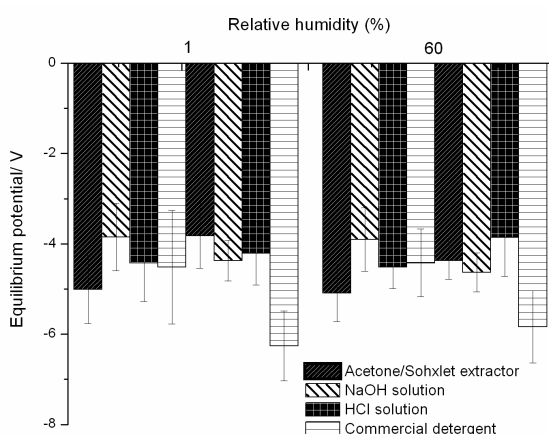 Relative humidity (%)
1 60
0
-2
-4
-6
-8
Equilibrium potential/ V
Acetone/Sohxlet extractor
NaOH solution
HCl solution
Commercial detergent